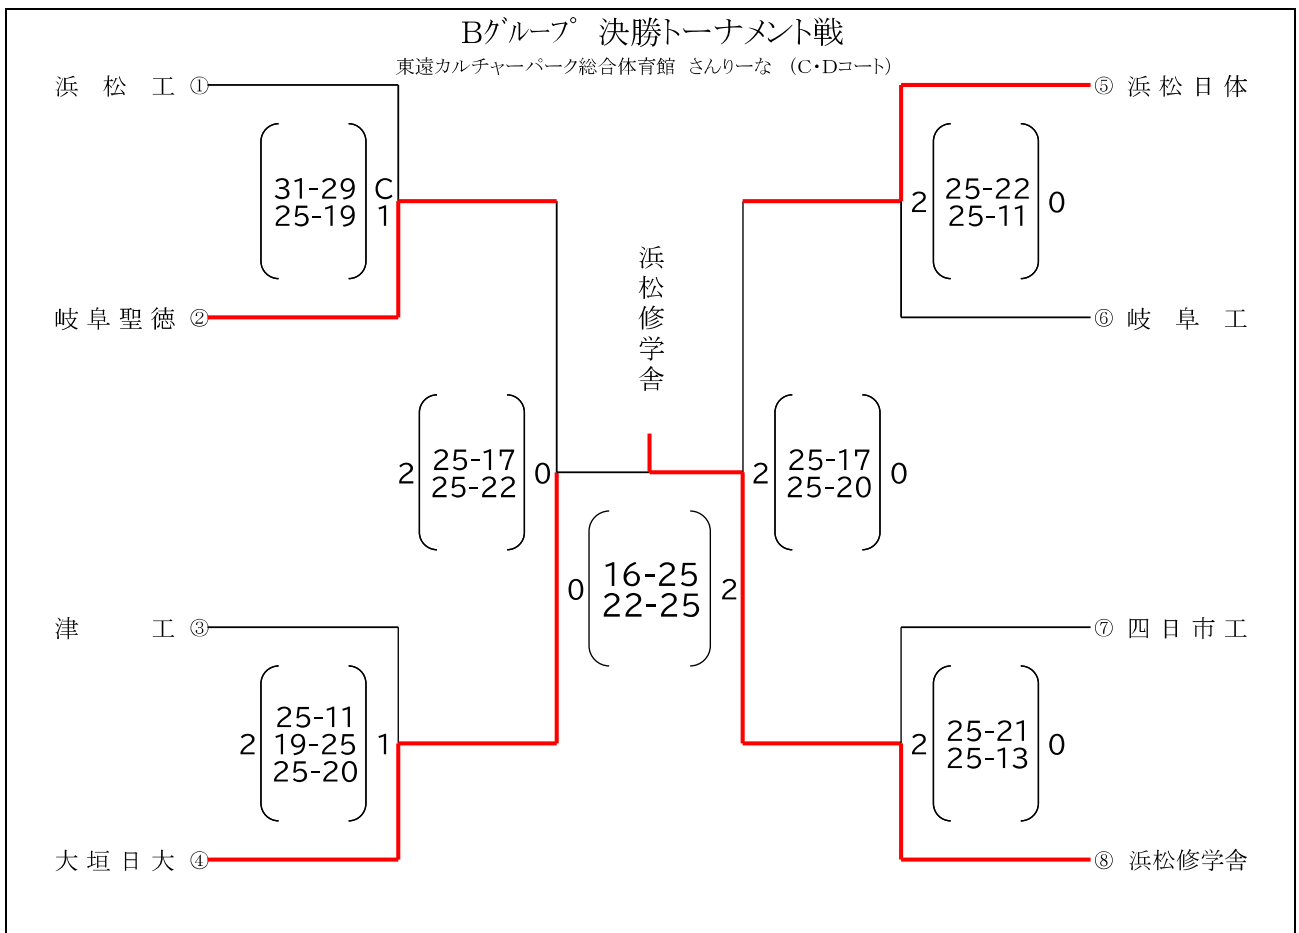 Bグループ 決勝トーナメント戦
東遠カルチャーパーク総合体育館 さんりーな （C・Dコート）
浜松工 ①
⑤ 浜松日体
31-29 C
25-19 1
2 25-22 0
25-11
岐阜聖徳 ②
⑥ 岐阜工
浜松修学舎
2 25-17 0
25-22
2 25-17 0
25-20
0 16-25 2
22-25
津工 ③
⑦ 四日市工
25-11
2 19-25 1
25-20
2 25-21 0
25-13
大垣日大 ④
⑧ 浜松修学舎